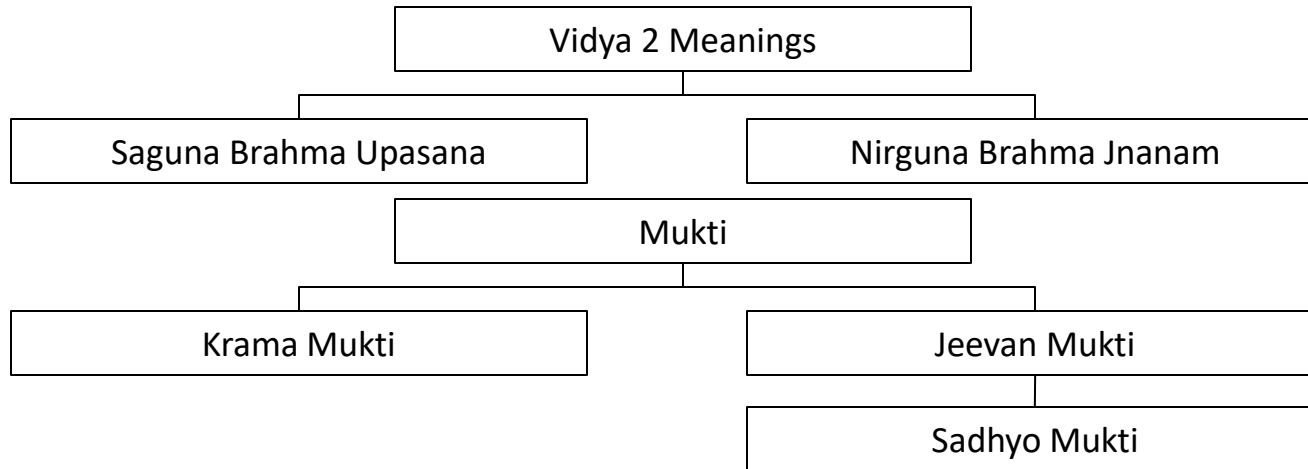 Vidya 2 Meanings
Saguna Brahma Upasana
Nirguna Brahma Jnanam
Mukti
Krama Mukti
Jeevan Mukti
Sadhyo Mukti